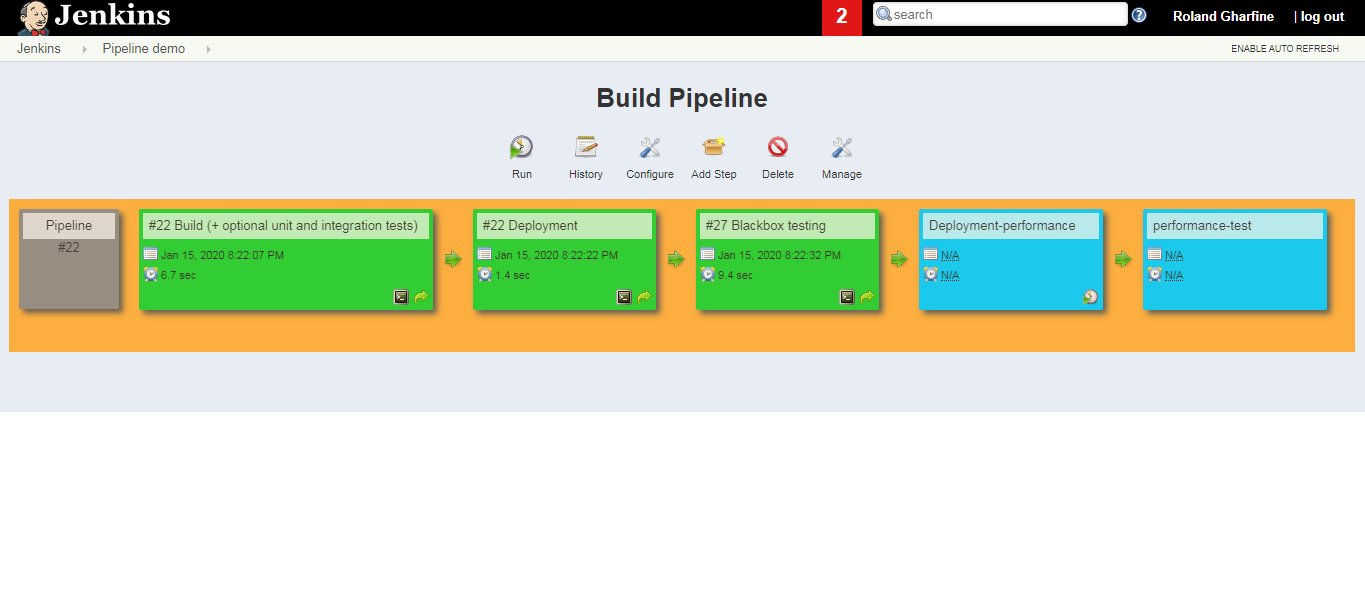 Jenkins
2
search
?
Roland Gharfine
| log out
Jenkins
Pipeline demo
ENABLE AUTO REFRESH
Build Pipeline
Run
History
Configure
Add Step
Delete
Manage
Pipeline
#22
#22 Build (+ optional unit and integration tests)
Jan 15, 2020 8:22:07 PM
6.7 sec
#22 Deployment
Jan 15, 2020 8:22:22 PM
1.4 sec
#27 Blackbox testing
Jan 15, 2020 8:22:32 PM
9.4 sec
Deployment-performance
N/A
N/A
performance-test
N/A
N/A